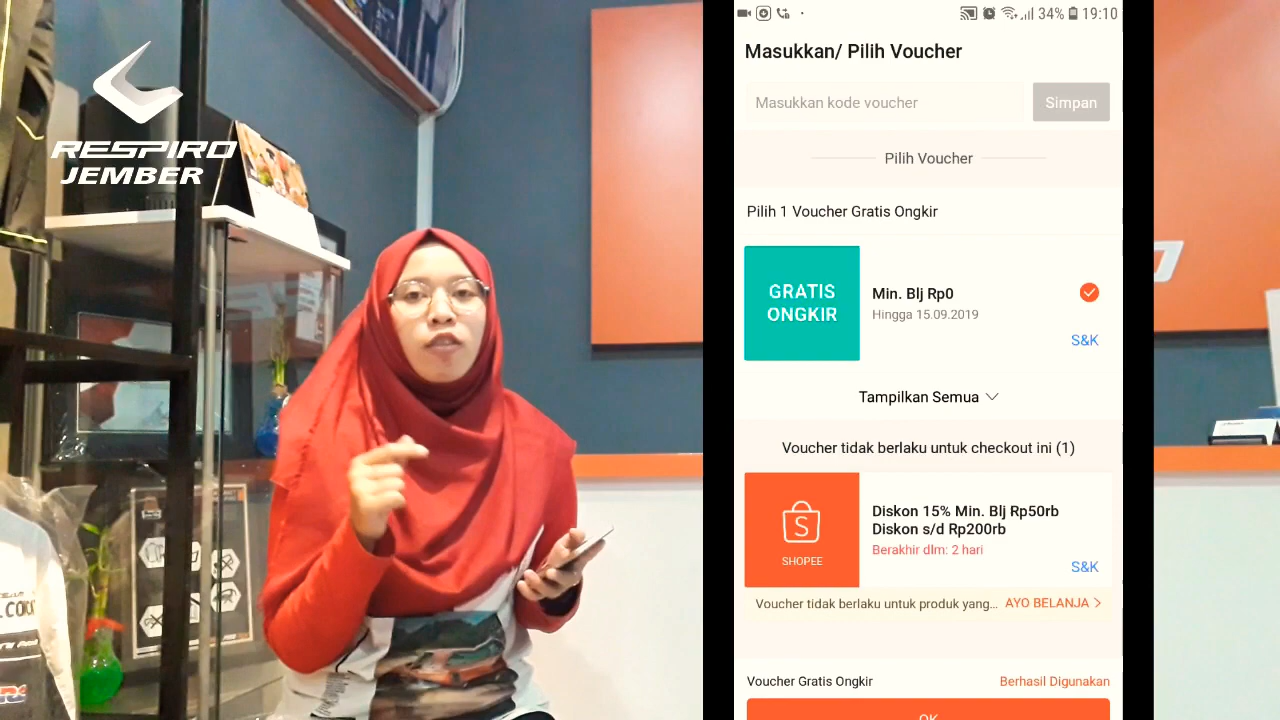 RESPIRO
JEMBER
34% 19:10
Masukkan/ Pilih Voucher
Masukkan kode voucher
Simpan
Pilih Voucher
Pilih 1 Voucher Gratis Ongkir
GRATIS
ONGKIR
Min. Blj Rp0
Hingga 15.09.2019
S&K
Tampilkan Semua
Voucher tidak berlaku untuk checkout ini (1)
SHOPEE
Diskon 15% Min. Blj Rp50rb
Diskon s/d Rp200rb
Berakhir dlm: 2 hari
S&K
Voucher tidak berlaku untuk produk yang... AYO BELANJA >
Voucher Gratis Ongkir
Berhasil Digunakan
OK